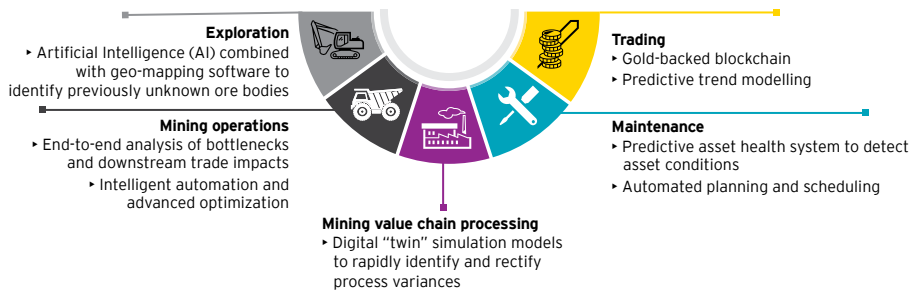 Exploration
‣ Artificial Intelligence (AI) combined
with geo-mapping software to
identify previously unknown ore bodies
Mining operations
‣ End-to-end analysis of bottlenecks
and downstream trade impacts
‣ Intelligent automation and
advanced optimization
Mining value chain processing
‣ Digital “twin” simulation models
to rapidly identify and rectify
process variances
Trading
‣ Gold-backed blockchain
‣ Predictive trend modelling
Maintenance
‣ Predictive asset health system to detect
asset conditions
‣ Automated planning and scheduling